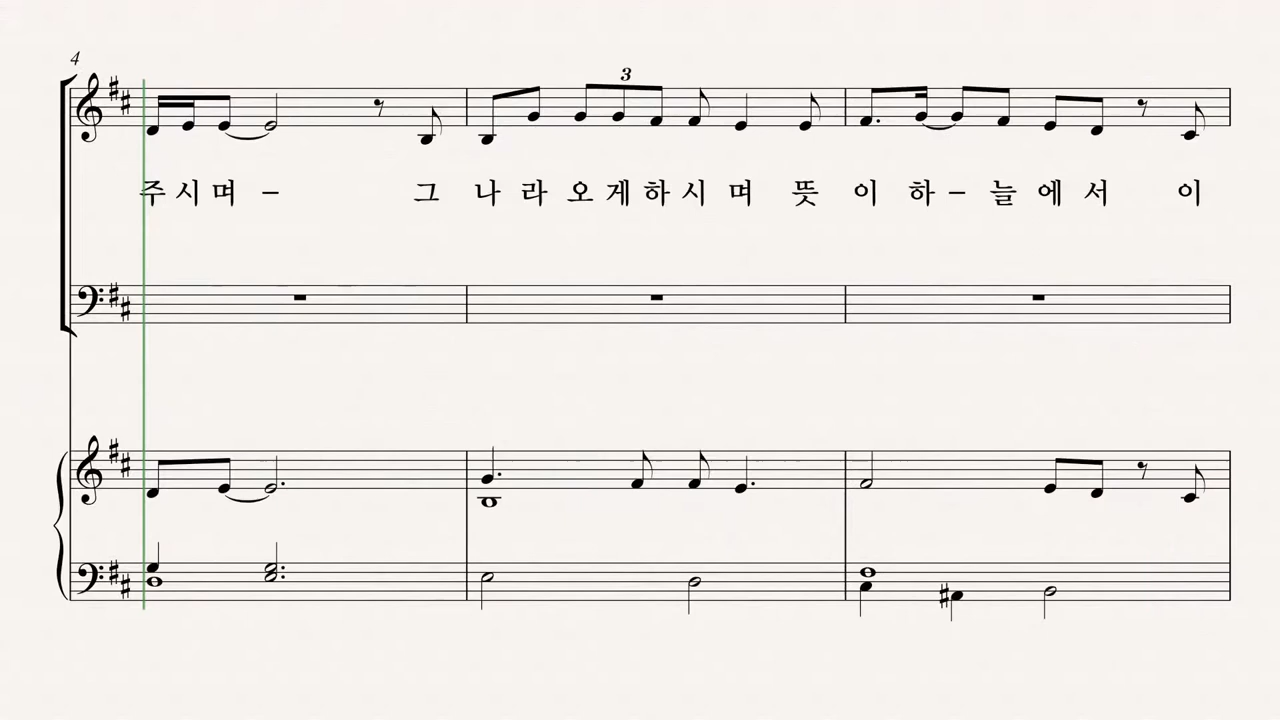 4
3
주 시 며 – 그 나 라 오 게 하 시 며 뜻 이 하 – 늘 에 서 이